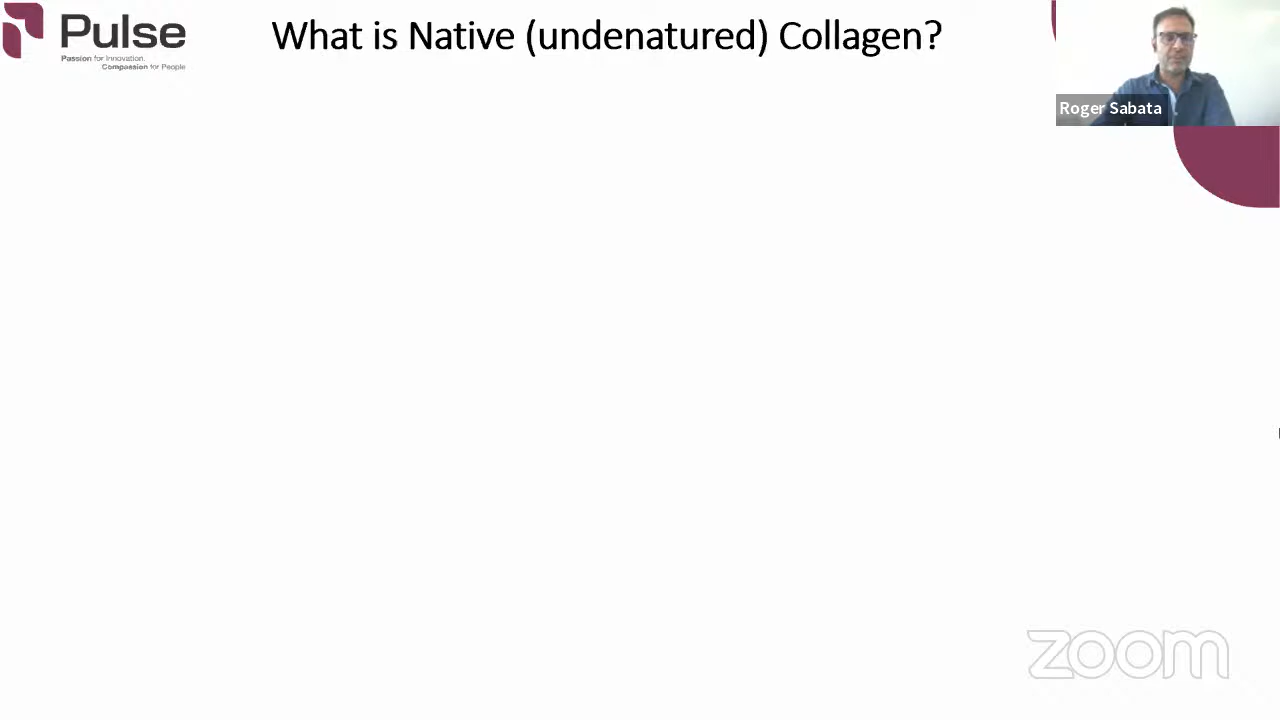 Pulse
Passion for Innovation.
Compassion for People
What is Native (undenatured) Collagen?
Roger Sabata
zoom